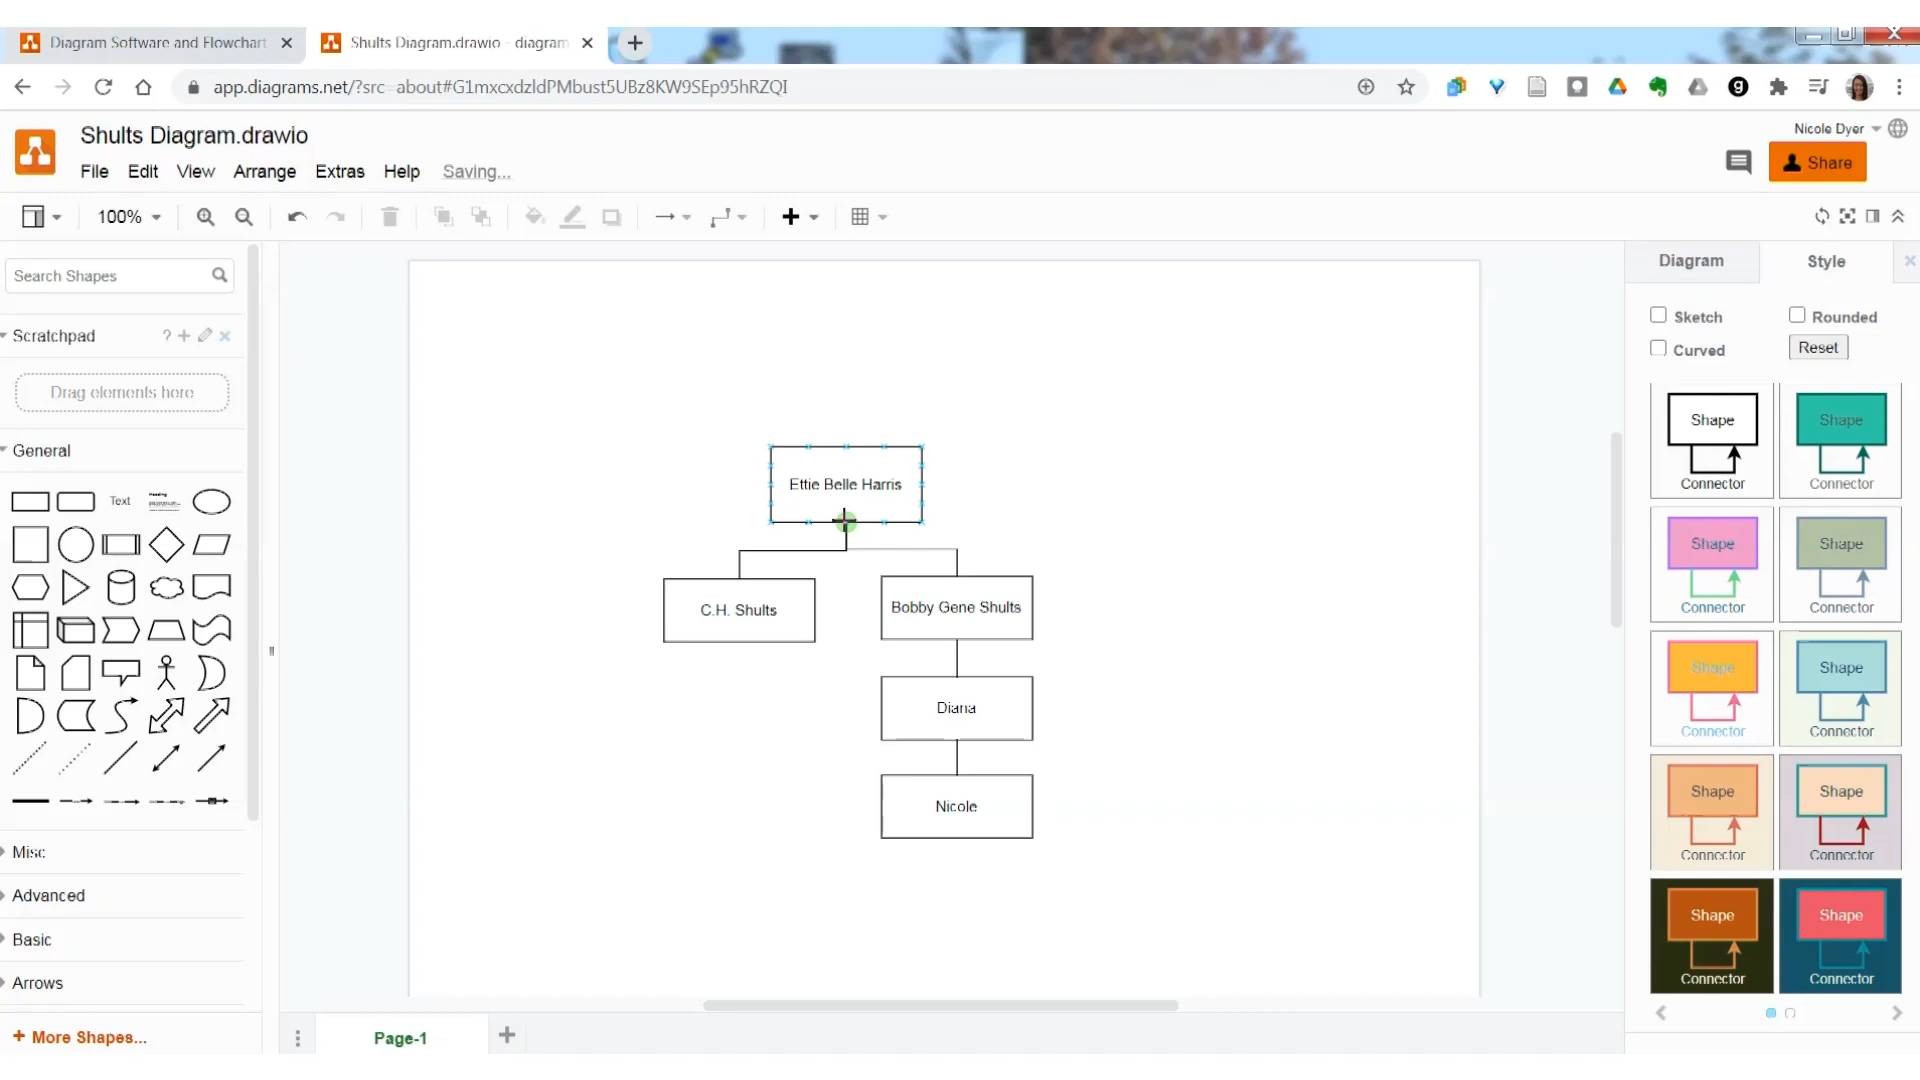 Diagram Software and Flowchart
Shults Diagram.drawio - diagram
app.diagrams.net/?src=about#G1mxcxdzldPMbust5UBz8KW9SEp95hRZQI
Shults Diagram.drawio
Nicole Dyer
File Edit View Arrange Extras Help Saving...
Share
100%
Search Shapes
Diagram Style
Scratchpad ?
Sketch Rounded
Curved Reset
Drag elements here
General
Text
Heading
Ettie Belle Harris
C.H. Shults
Bobby Gene Shults
Diana
Nicole
Shape Shape
Connector Connector
Shape Shape
Connector Connector
Shape Shape
Connector Connector
Shape Shape
Connector Connector
Shape Shape
Connector Connector
Misc
Advanced
Basic
Arrows
+ More Shapes...
Page-1